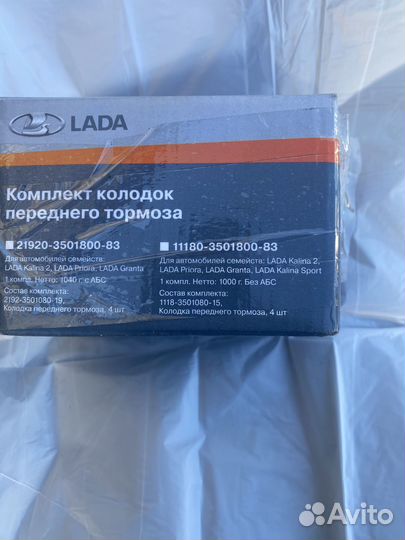 LADA
Комплект колодок
переднего тормоза
21920-3501800-83
Для автомобилей семейств:
LADA Kalina 2, LADA Priora, LADA Granta
1 компл. Нетто: 1040 г. с АБС
Состав комплекта:
2192-3501080-19,
Колодка переднего тормоза, 4 шт
11180-3501800-83
Для автомобилей семейств: LADA Kalina 2,
LADA Priora, LADA Granta, LADA Kalina Sport
1 компл. Нетто: 1000 г. Без АБС
Состав комплекта:
1118-3501080-15,
Колодка переднего тормоза, 4 шт
Avito